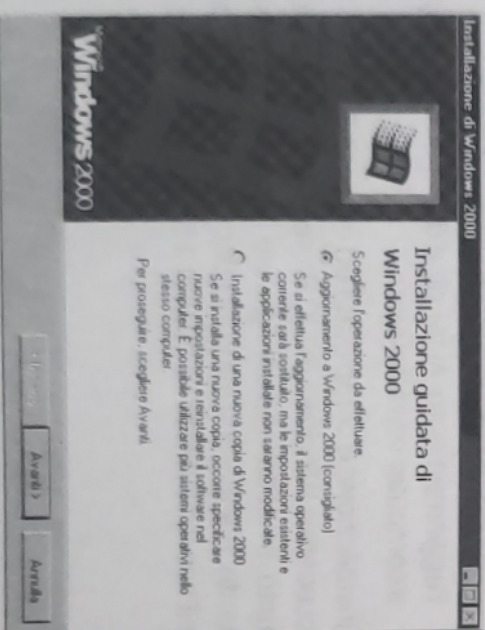 Installazione di Windows 2000
Installazione guidata di
Windows 2000
Scegliere l'operazione da effettuare.
Aggiornamento a Windows 2000 (consigliato)
Se si effettua l'aggiornamento, il sistema operativo
corrente sarà sostituito, ma le impostazioni esistenti e
le applicazioni installate non saranno modificate.
Installazione di una nuova copia di Windows 2000
Se si installa una nuova copia, occorre specificare
nuove impostazioni e reinstallare il software nel
computer. È possibile utilizzare più sistemi operativi nello
stesso computer.
Per proseguire, scegliere Avanti.
Microsoft
Windows 2000
Avanti >
Annulla